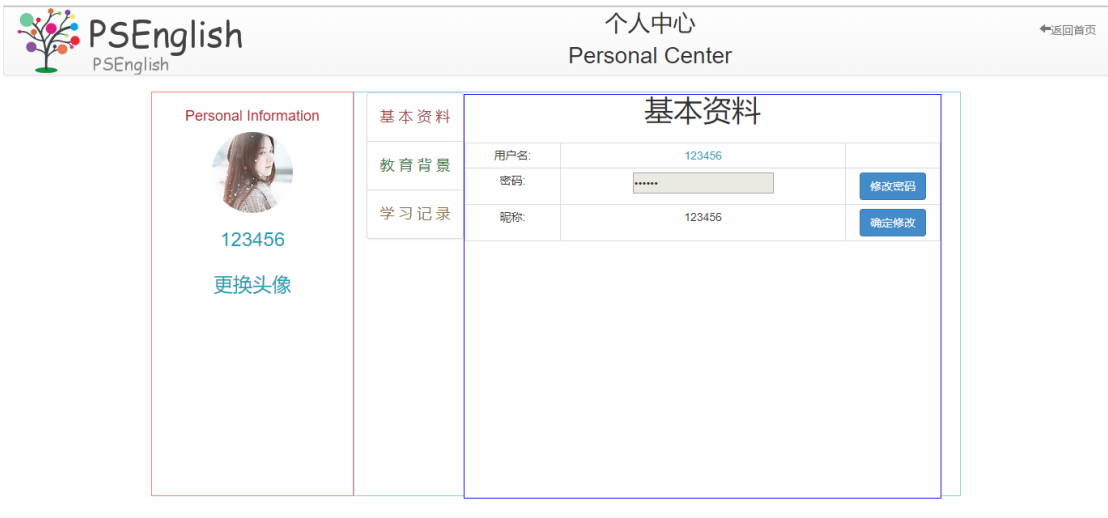 PSEnglish
PSEnglish
个人中心
Personal Center
返回首页
Personal Information
123456
更换头像
基本资料
教育背景
学习记录
基本资料
用户名: 123456
密码: •••••• 修改密码
昵称: 123456 确定修改